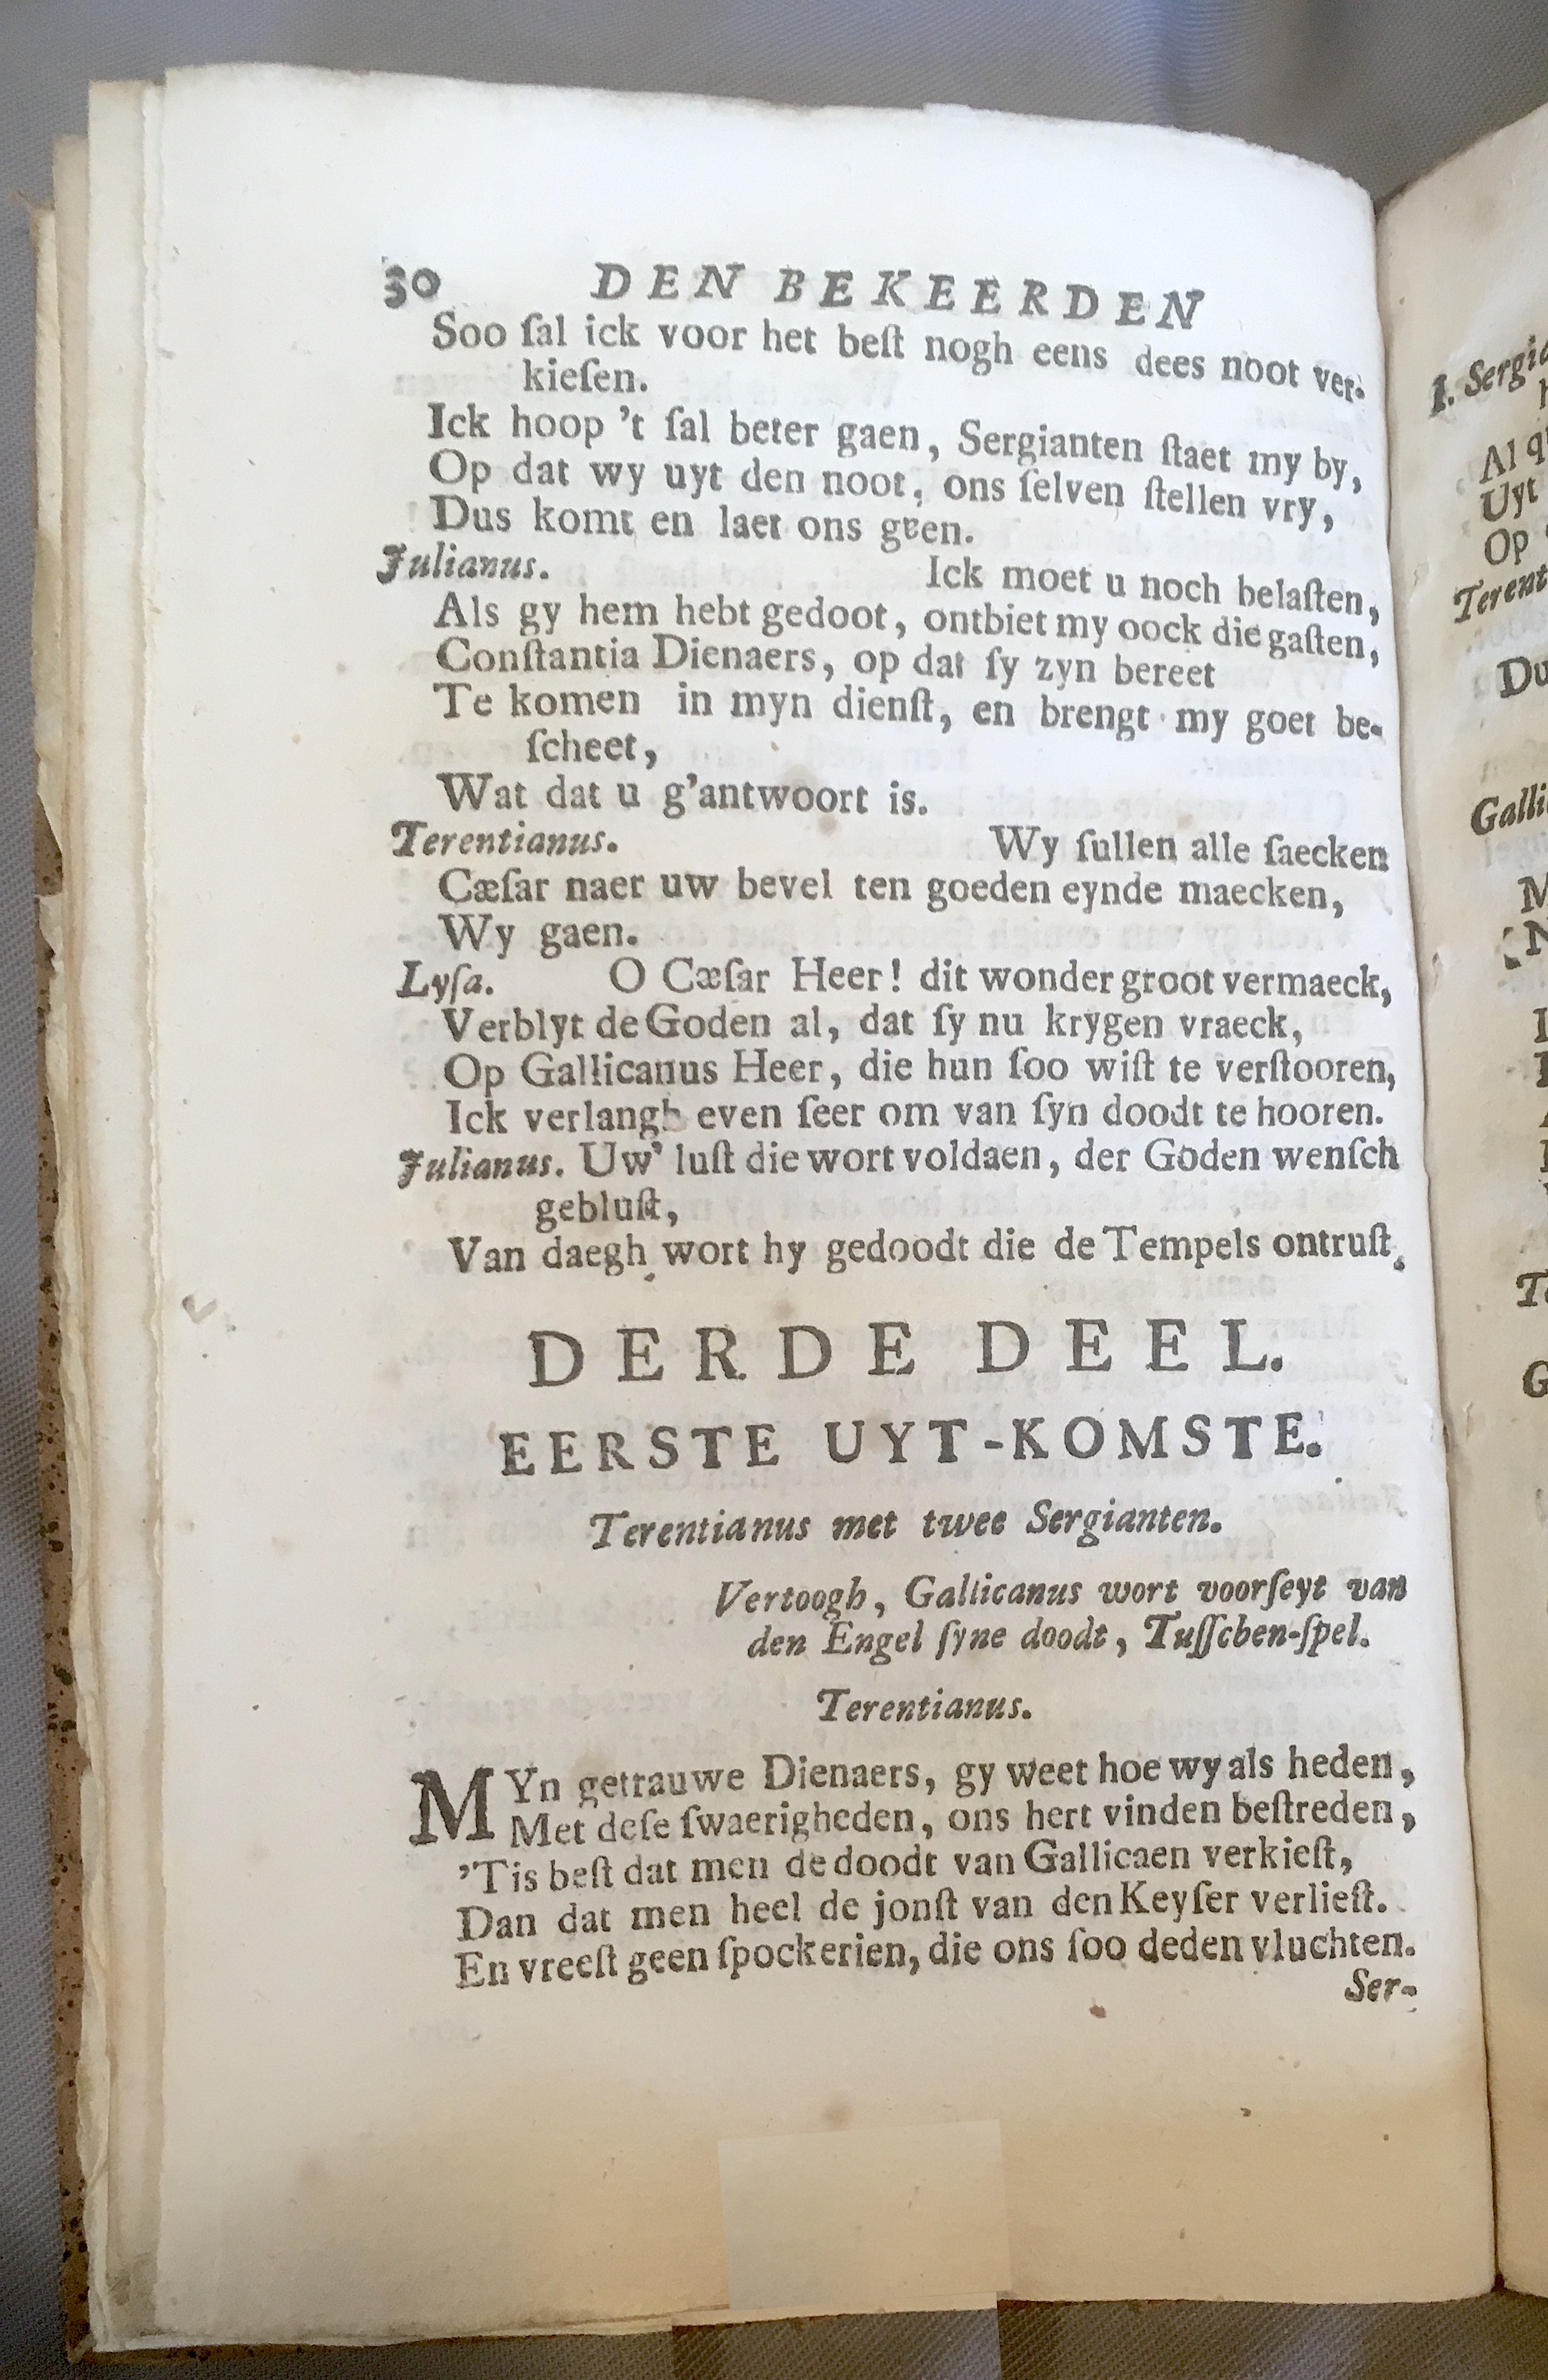 30 DEN BEKEERDEN
Soo ſal ick voor het beſt nogh eens dees noot ver-
kieſen.
Ick hoop 't ſal beter gaen, Sergianten ſtaet my by,
Op dat wy uyt den noot, ons ſelven ſtellen vry,
Dus komt en laet ons gaen.
Julianus. Ick moet u noch belaſten,
Als gy hem hebt gedoot, ontbiet my oock die gaſten,
Conſtantia Dienaers, op dat ſy zyn bereet
Te komen in myn dienſt, en brengt my goet be-
ſcheet,
Wat dat u g'antwoort is.
Terentianus. Wy ſullen alle ſaecken
Cæſar naer uw bevel ten goeden eynde maecken,
Wy gaen.
Lyſa. O Cæſar Heer! dit wonder groot vermaeck,
Verblyt de Goden al, dat ſy nu krygen vraeck,
Op Gallicanus Heer, die hun ſoo wiſt te verſtooren,
Ick verlangh even ſeer om van ſyn doodt te hooren.
Julianus. Uw' luſt die wort voldaen, der Goden wenſch
gebluſt,
Van daegh wort hy gedoodt die de Tempels ontruſt.
DERDE DEEL.
EERSTE UYT-KOMSTE.
Terentianus met twee Sergianten.
Vertoogh, Gallicanus wort voorſeyt van
den Engel ſyne doodt, Tuſſchen-ſpel.
Terentianus.
MYn getrauwe Dienaers, gy weet hoe wy als heden,
Met deſe ſwaerigheden, ons hert vinden beſtreden,
'Tis beſt dat men de doodt van Gallicaen verkieſt,
Dan dat men heel de jonſt van den Keyſer verlieſt.
En vreeſt geen ſpockerien, die ons ſoo deden vluchten.
Ser-
1. Sergia
Al q
Uyt
Op
Terent
Du
Galli